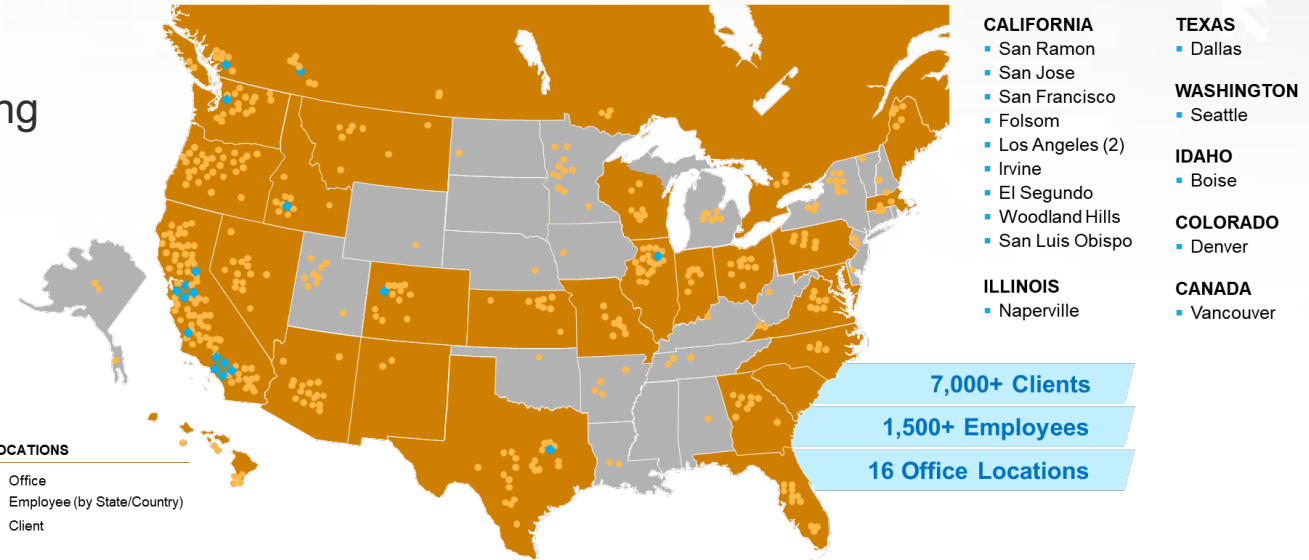 ng
CALIFORNIA
San Ramon
San Jose
San Francisco
Folsom
Los Angeles (2)
Irvine
El Segundo
Woodland Hills
San Luis Obispo
ILLINOIS
Naperville
TEXAS
Dallas
WASHINGTON
Seattle
IDAHO
Boise
COLORADO
Denver
CANADA
Vancouver
7,000+ Clients
1,500+ Employees
16 Office Locations
OCATIONS
Office
Employee (by State/Country)
Client